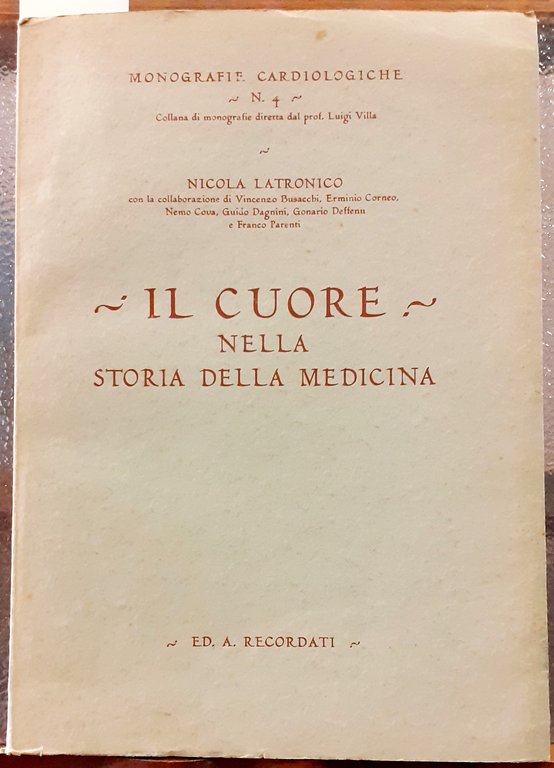 MONOGRAFIE CARDIOLOGICHE
~ N. 4 ~
Collana di monografie diretta dal prof. Luigi Villa
~
NICOLA LATRONICO
con la collaborazione di Vincenzo Busacchi, Erminio Corneo,
Nemo Cova, Guido Dagnini, Gonario Deffenu
e Franco Parenti
~ IL CUORE ~
NELLA
STORIA DELLA MEDICINA
~ ED. A. RECORDATI ~